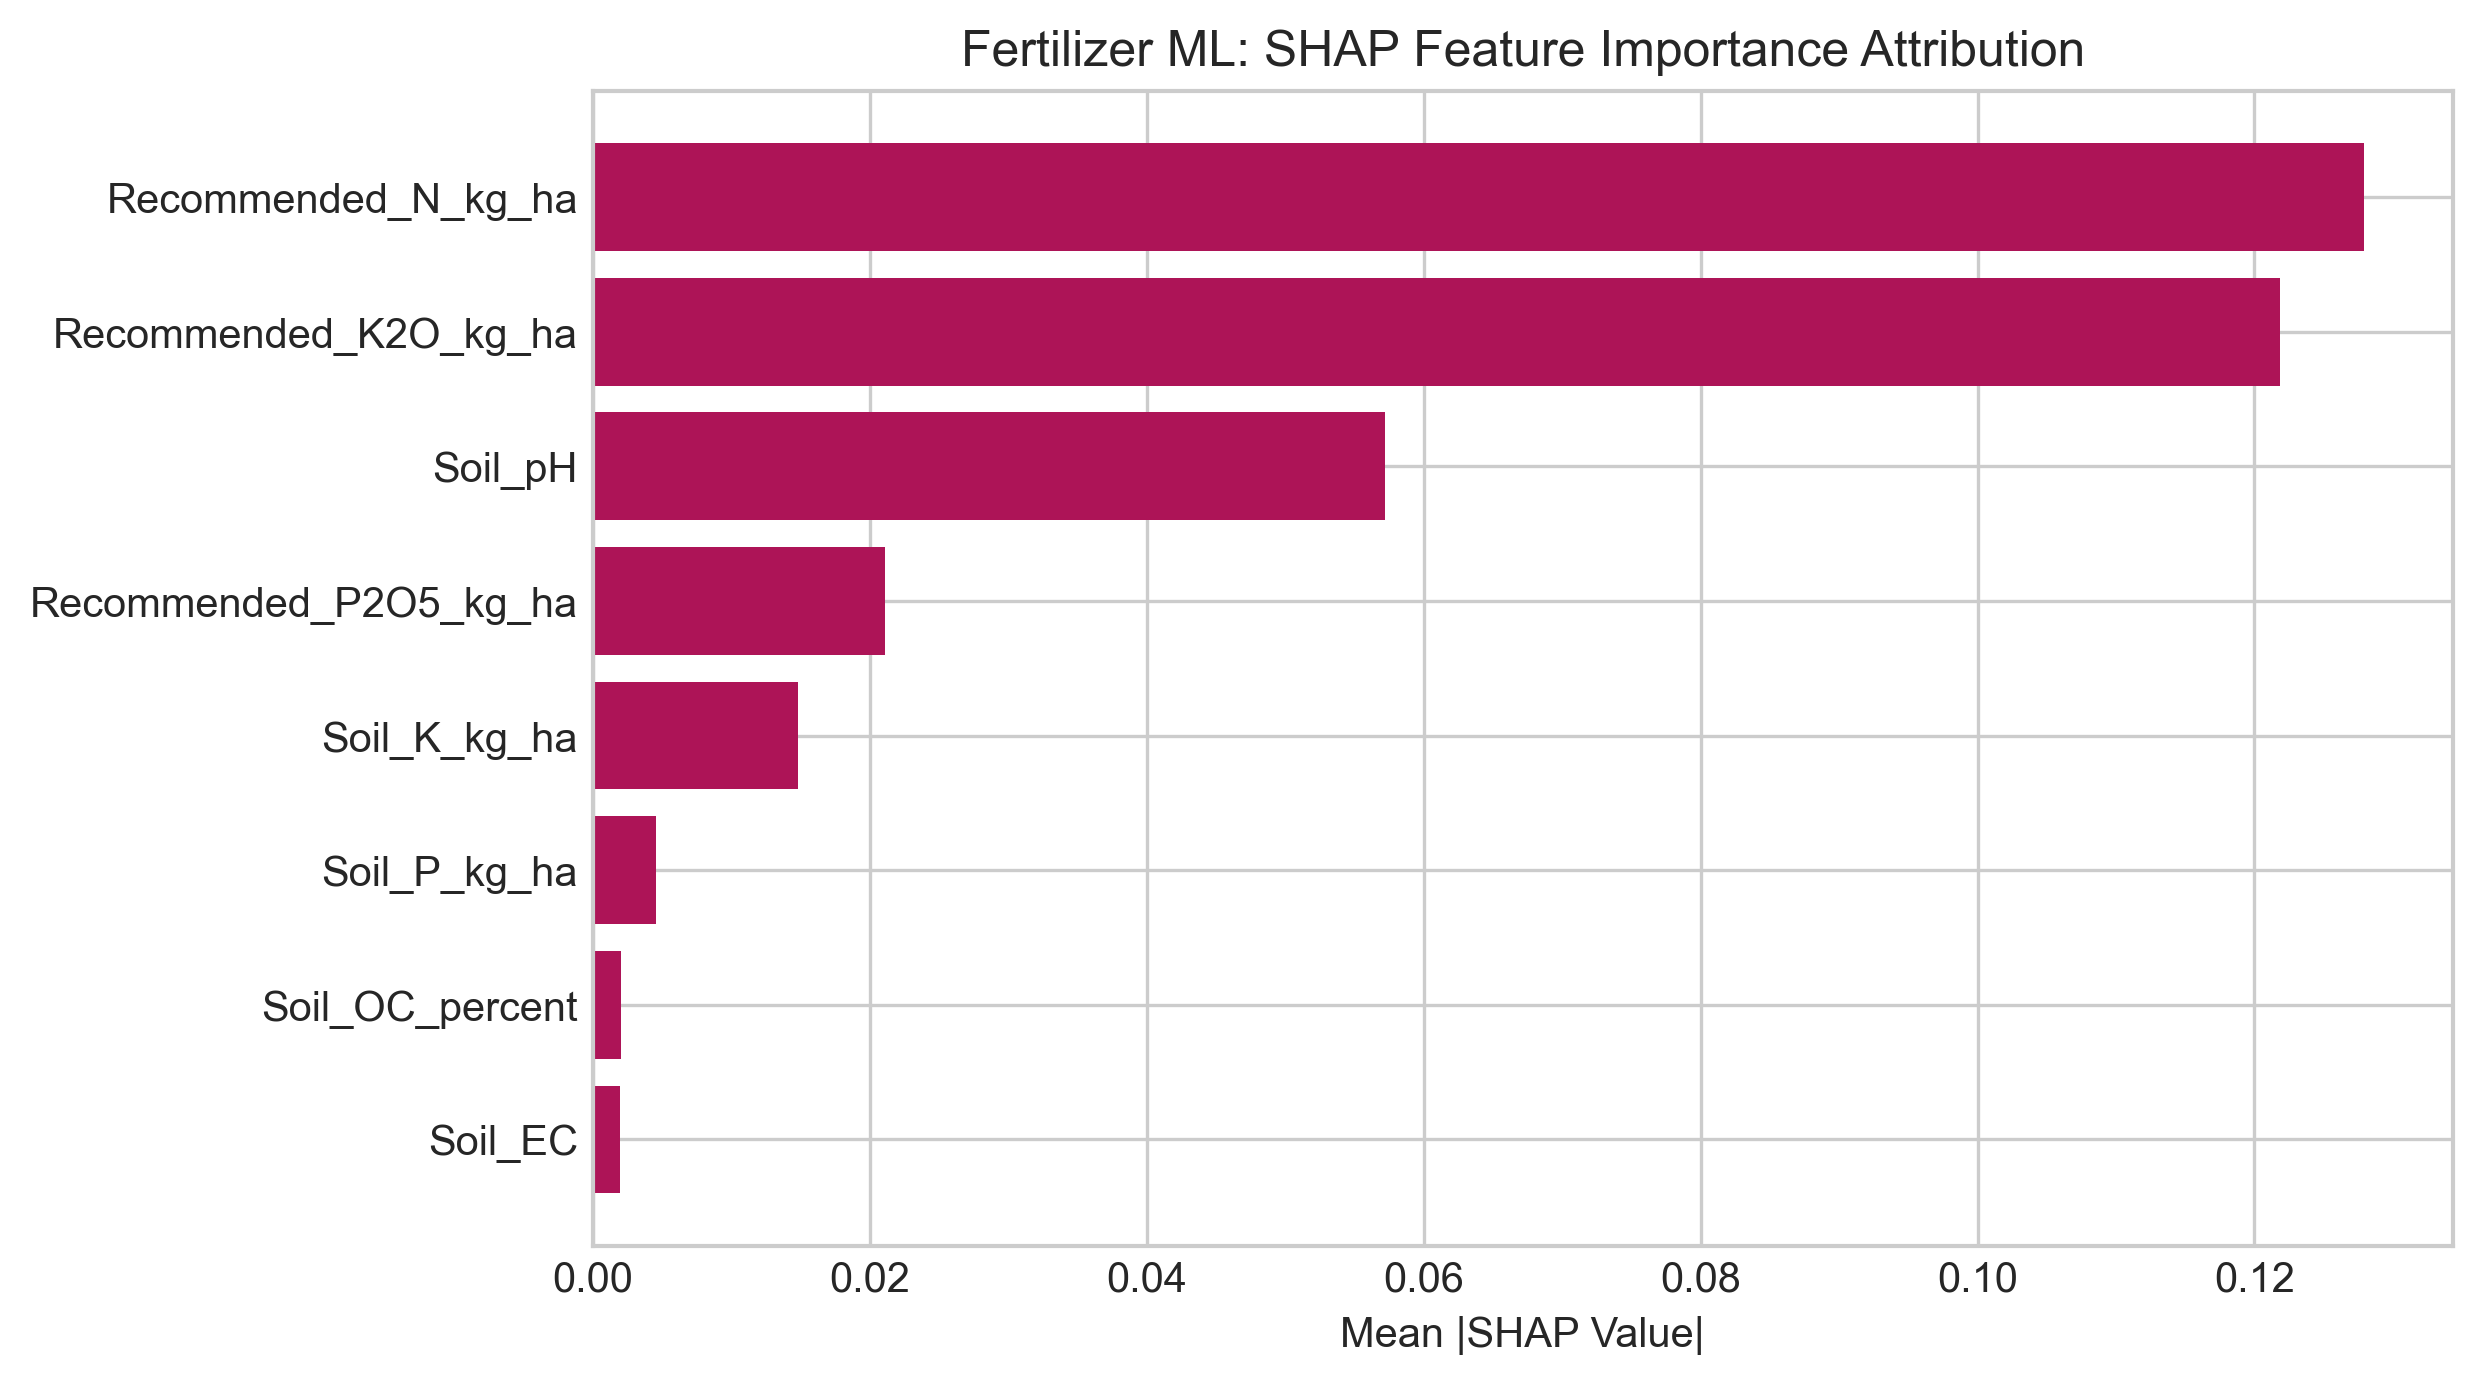 Fertilizer ML: SHAP Feature Importance Attribution
Recommended_N_kg_ha
Recommended_K2O_kg_ha
Soil_pH
Recommended_P2O5_kg_ha
Soil_K_kg_ha
Soil_P_kg_ha
Soil_OC_percent
Soil_EC
0.00 0.02 0.04 0.06 0.08 0.10 0.12
Mean |SHAP Value|